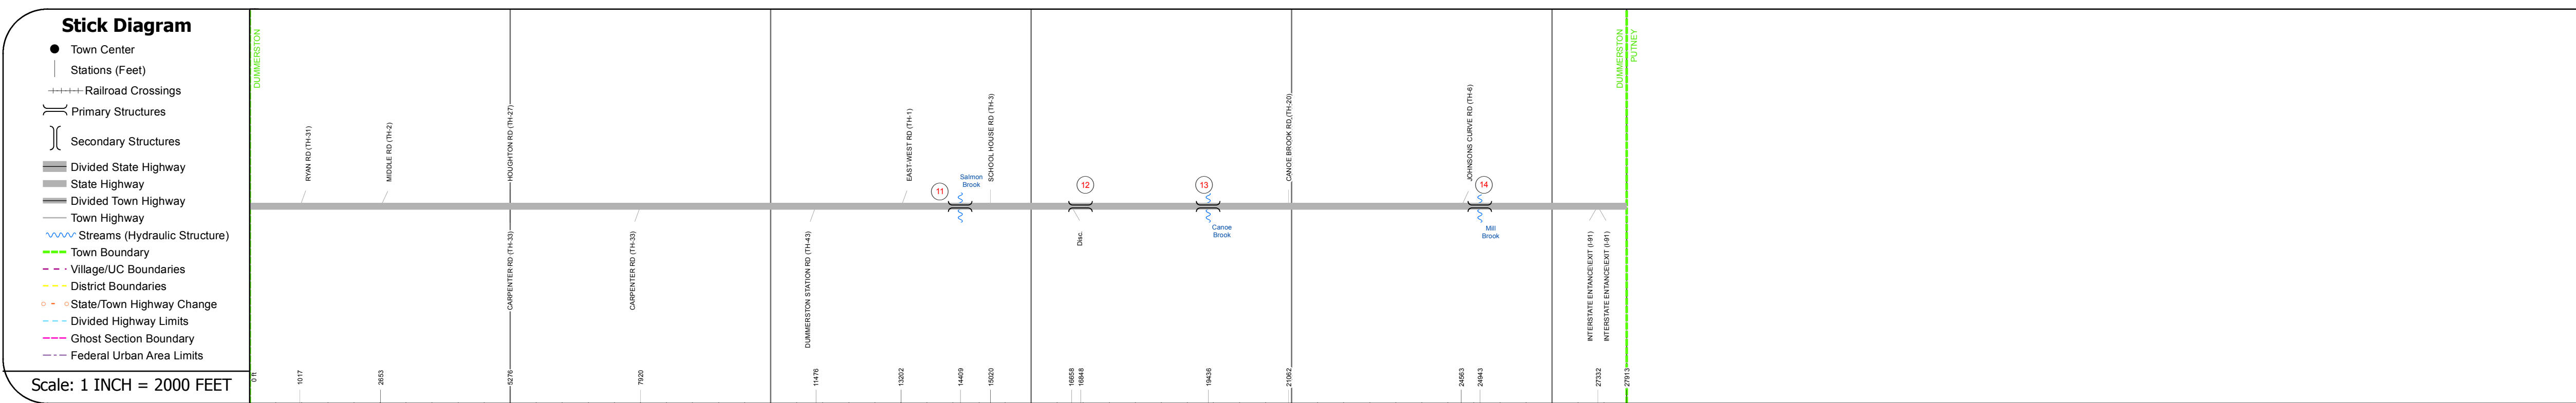 Stick Diagram
Town Center
Stations (Feet)
Railroad Crossings
Primary Structures
Secondary Structures
Divided State Highway
State Highway
Divided Town Highway
Town Highway
Streams (Hydraulic Structure)
Town Boundary
Village/UC Boundaries
District Boundaries
State/Town Highway Change
Divided Highway Limits
Ghost Section Boundary
Federal Urban Area Limits
Scale: 1 INCH = 2000 FEET
DUMMERSTON
RYAN RD (TH-31)
MIDDLE RD (TH-2)
HOUGHTON RD (TH-27)
EAST-WEST RD (TH-1)
11
Salmon
Brook
SCHOOL HOUSE RD (TH-3)
12
13
CANOE BROOK RD (TH-20)
JOHNSONS CURVE RD (TH-6)
14
DUMMERSTON
PUTNEY
CARPENTER RD (TH-33)
CARPENTER RD (TH-33)
DUMMERSTON STATION RD (TH-43)
Disc.
Canoe
Brook
Mill
Brook
INTERSTATE ENTANCE\EXIT (I-91)
INTERSTATE ENTANCE\EXIT (I-91)
0 ft
1017
2653
5276
7920
11476
13202
14409
15020
16658
16848
19436
21062
24563
24943
27332
27913